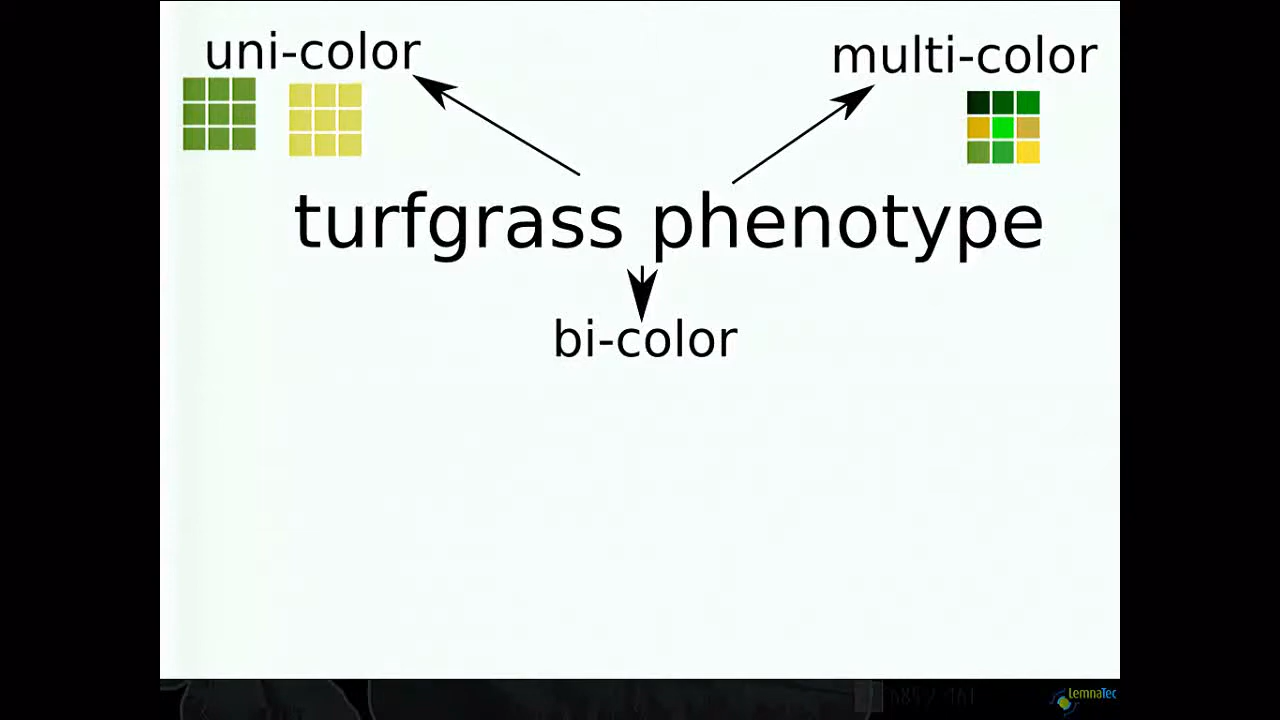 uni-color
multi-color
turfgrass phenotype
bi-color
LemnaTec